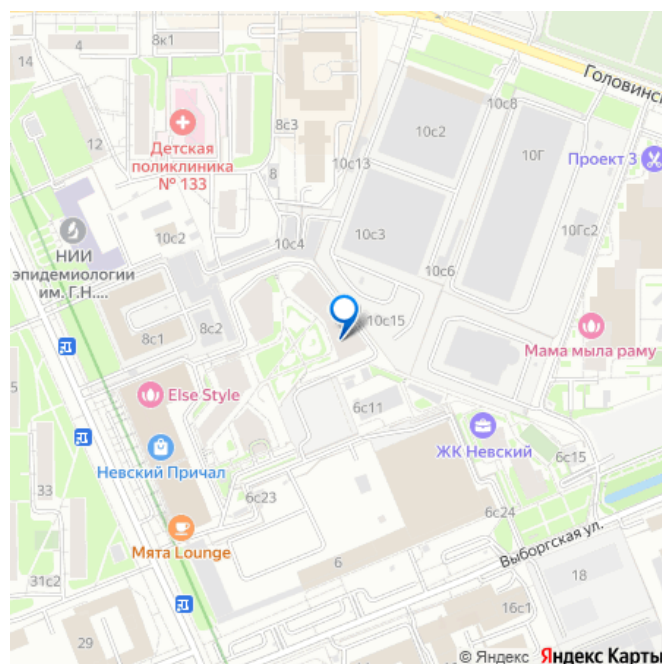 8к1
4
14
8с3
12
Детская
поликлиника
№ 133
8
10с13
10с2
10с8
Головинск
10Г
Проект 3
10с2
10с4
10с3
10с6
10Гс2
НИИ
эпидемиологии
им. Г.Н....
8с1
8с2
10с15
Мама мыла раму
Else Style
6с11
ЖК Невский
6с15
Невский Причал
33
6с23
6с24
Мята Lounge
6
Выборгская ул.
31с2
18
29
16с1
© Яндекс Яндекс Карты